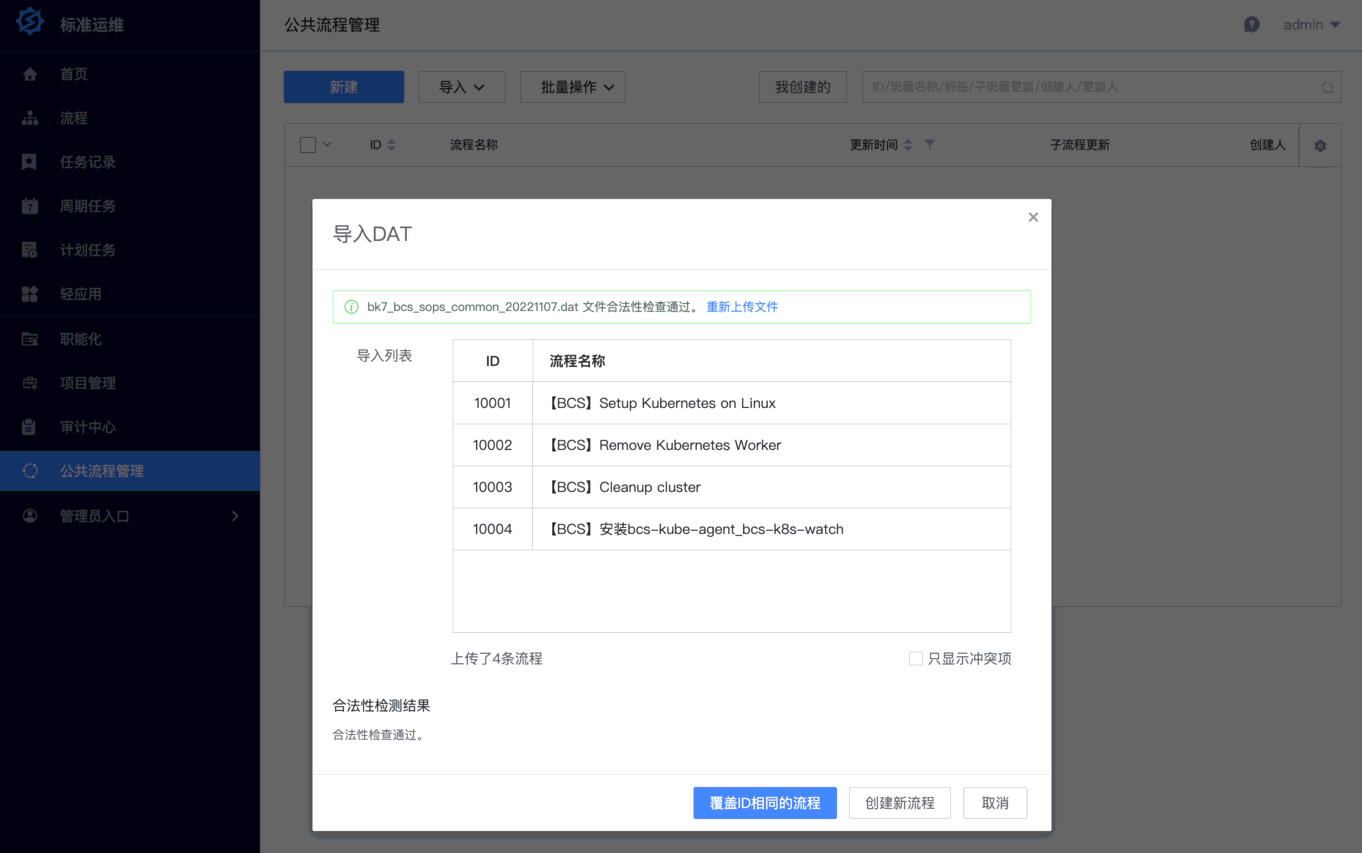 标准运维
公共流程管理
admin
首页
流程
任务记录
周期任务
计划任务
轻应用
职能化
项目管理
审计中心
公共流程管理
管理员入口
新建
导入
批量操作
我创建的
ID/流程名称/标签/子流程更新/创建人/更新人
ID
流程名称
更新时间
子流程更新
创建人
导入DAT
bk7_bcs_sops_common_20221107.dat 文件合法性检查通过。 重新上传文件
导入列表
ID 流程名称
10001 【BCS】Setup Kubernetes on Linux
10002 【BCS】Remove Kubernetes Worker
10003 【BCS】Cleanup cluster
10004 【BCS】安装bcs-kube-agent_bcs-k8s-watch
上传了4条流程
只显示冲突项
合法性检测结果
合法性检查通过。
覆盖ID相同的流程
创建新流程
取消